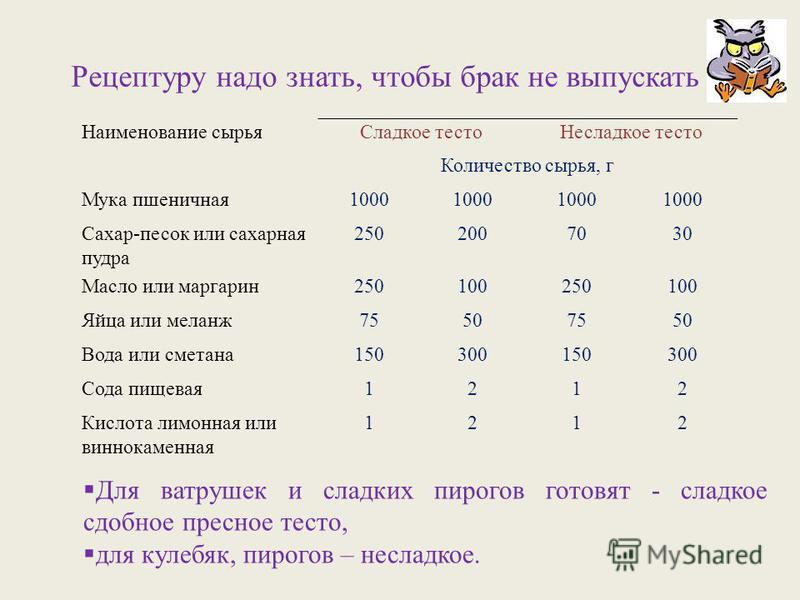 Рецептуру надо знать, чтобы брак не выпускать
Наименование сырья Сладкое тесто Несладкое тесто
Количество сырья, г
Мука пшеничная 1000 1000 1000 1000
Сахар-песок или сахарная 250 200 70 30
пудра
Масло или маргарин 250 100 250 100
Яйца или меланж 75 50 75 50
Вода или сметана 150 300 150 300
Сода пищевая 1 2 1 2
Кислота лимонная или 1 2 1 2
виннокаменная
▪Для ватрушек и сладких пирогов готовят - сладкое
сдобное пресное тесто,
▪для кулебяк, пирогов – несладкое.
MyShared